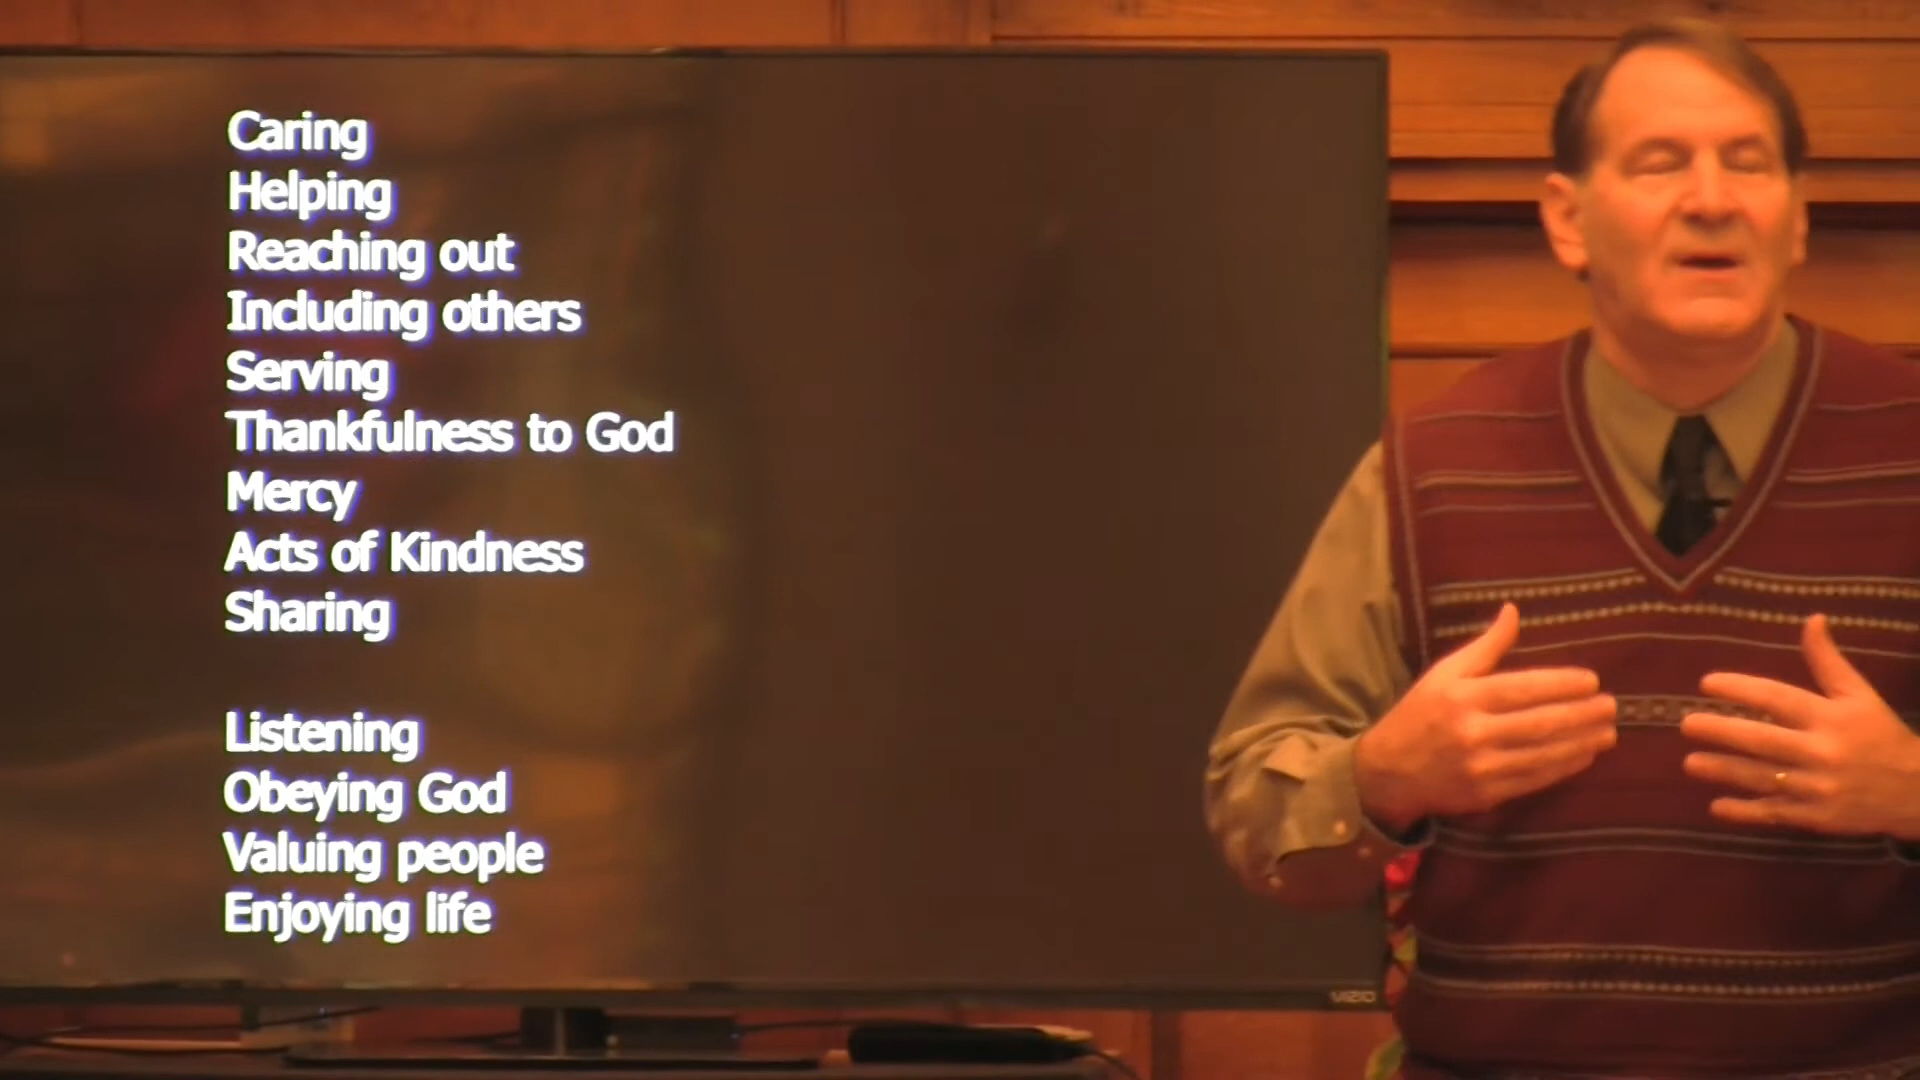 Caring
Helping
Reaching out
Including others
Serving
Thankfulness to God
Mercy
Acts of Kindness
Sharing
Listening
Obeying God
Valuing people
Enjoying life
VIZIO